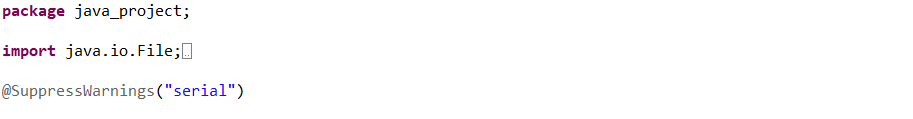 package java_project;
import java.io.File;
@SuppressWarnings("serial")